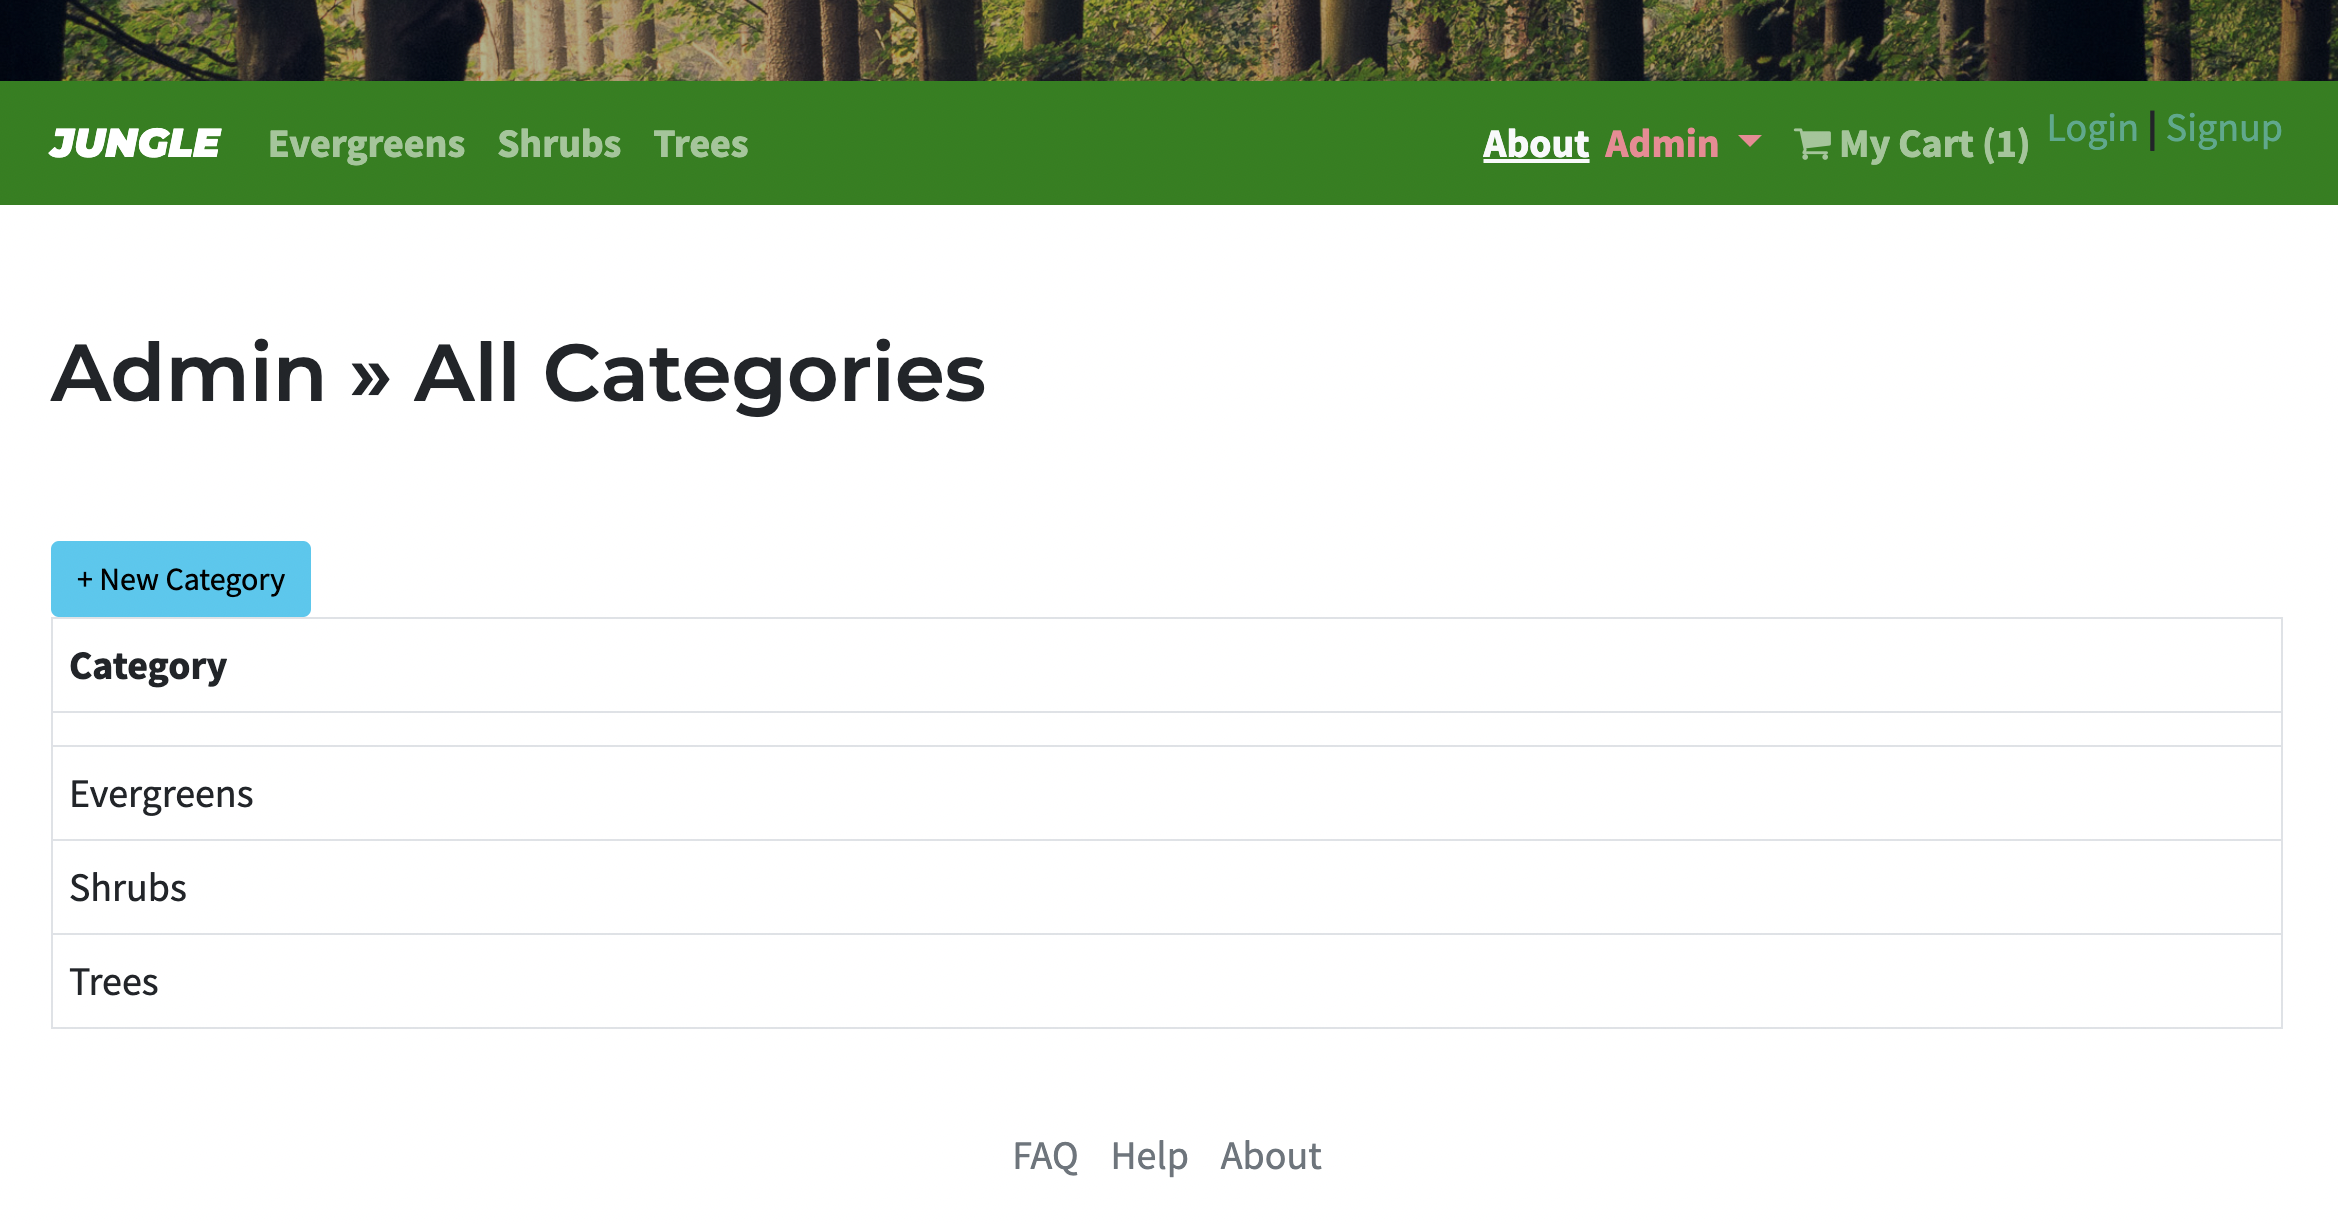 JUNGLE Evergreens Shrubs Trees About Admin My Cart (1) Login | Signup
Admin » All Categories
+ New Category
Category
Evergreens
Shrubs
Trees
FAQ Help About